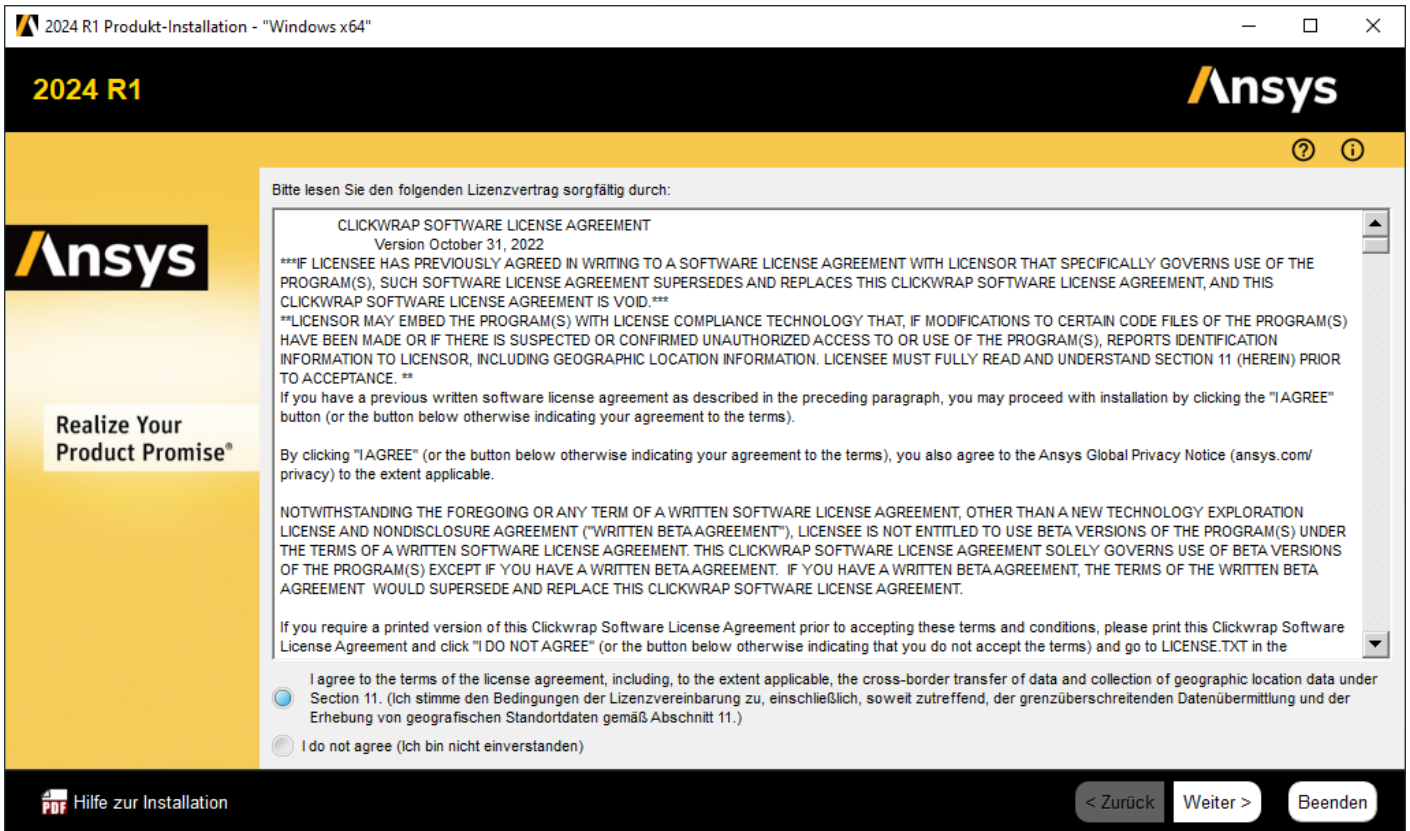 2024 R1 Produkt-Installation - "Windows x64"
2024 R1
Ansys
Bitte lesen Sie den folgenden Lizenzvertrag sorgfältig durch:
Ansys
Realize Your
Product Promise®
CLICKWRAP SOFTWARE LICENSE AGREEMENT
Version October 31, 2022
***IF LICENSEE HAS PREVIOUSLY AGREED IN WRITING TO A SOFTWARE LICENSE AGREEMENT WITH LICENSOR THAT SPECIFICALLY GOVERNS USE OF THE
PROGRAM(S), SUCH SOFTWARE LICENSE AGREEMENT SUPERSEDES AND REPLACES THIS CLICKWRAP SOFTWARE LICENSE AGREEMENT, AND THIS
CLICKWRAP SOFTWARE LICENSE AGREEMENT IS VOID.***
**LICENSOR MAY EMBED THE PROGRAM(S) WITH LICENSE COMPLIANCE TECHNOLOGY THAT, IF MODIFICATIONS TO CERTAIN CODE FILES OF THE PROGRAM(S)
HAVE BEEN MADE OR IF THERE IS SUSPECTED OR CONFIRMED UNAUTHORIZED ACCESS TO OR USE OF THE PROGRAM(S), REPORTS IDENTIFICATION
INFORMATION TO LICENSOR, INCLUDING GEOGRAPHIC LOCATION INFORMATION. LICENSEE MUST FULLY READ AND UNDERSTAND SECTION 11 (HEREIN) PRIOR
TO ACCEPTANCE. **
If you have a previous written software license agreement as described in the preceding paragraph, you may proceed with installation by clicking the "I AGREE"
button (or the button below otherwise indicating your agreement to the terms).
By clicking "I AGREE" (or the button below otherwise indicating your agreement to the terms), you also agree to the Ansys Global Privacy Notice (ansys.com/
privacy) to the extent applicable.
NOTWITHSTANDING THE FOREGOING OR ANY TERM OF A WRITTEN SOFTWARE LICENSE AGREEMENT, OTHER THAN A NEW TECHNOLOGY EXPLORATION
LICENSE AND NONDISCLOSURE AGREEMENT ("WRITTEN BETA AGREEMENT"), LICENSEE IS NOT ENTITLED TO USE BETA VERSIONS OF THE PROGRAM(S) UNDER
THE TERMS OF A WRITTEN SOFTWARE LICENSE AGREEMENT. THIS CLICKWRAP SOFTWARE LICENSE AGREEMENT SOLELY GOVERNS USE OF BETA VERSIONS
OF THE PROGRAM(S) EXCEPT IF YOU HAVE A WRITTEN BETA AGREEMENT. IF YOU HAVE A WRITTEN BETA AGREEMENT, THE TERMS OF THE WRITTEN BETA
AGREEMENT WOULD SUPERSEDE AND REPLACE THIS CLICKWRAP SOFTWARE LICENSE AGREEMENT.
If you require a printed version of this Clickwrap Software License Agreement prior to accepting these terms and conditions, please print this Clickwrap Software
License Agreement and click "I DO NOT AGREE" (or the button below otherwise indicating that you do not accept the terms) and go to LICENSE.TXT in the
I agree to the terms of the license agreement, including, to the extent applicable, the cross-border transfer of data and collection of geographic location data under
Section 11. (Ich stimme den Bedingungen der Lizenzvereinbarung zu, einschließlich, soweit zutreffend, der grenzüberschreitenden Datenübermittlung und der
Erhebung von geografischen Standortdaten gemäß Abschnitt 11.)
I do not agree (Ich bin nicht einverstanden)
PDF Hilfe zur Installation
< Zurück
Weiter >
Beenden